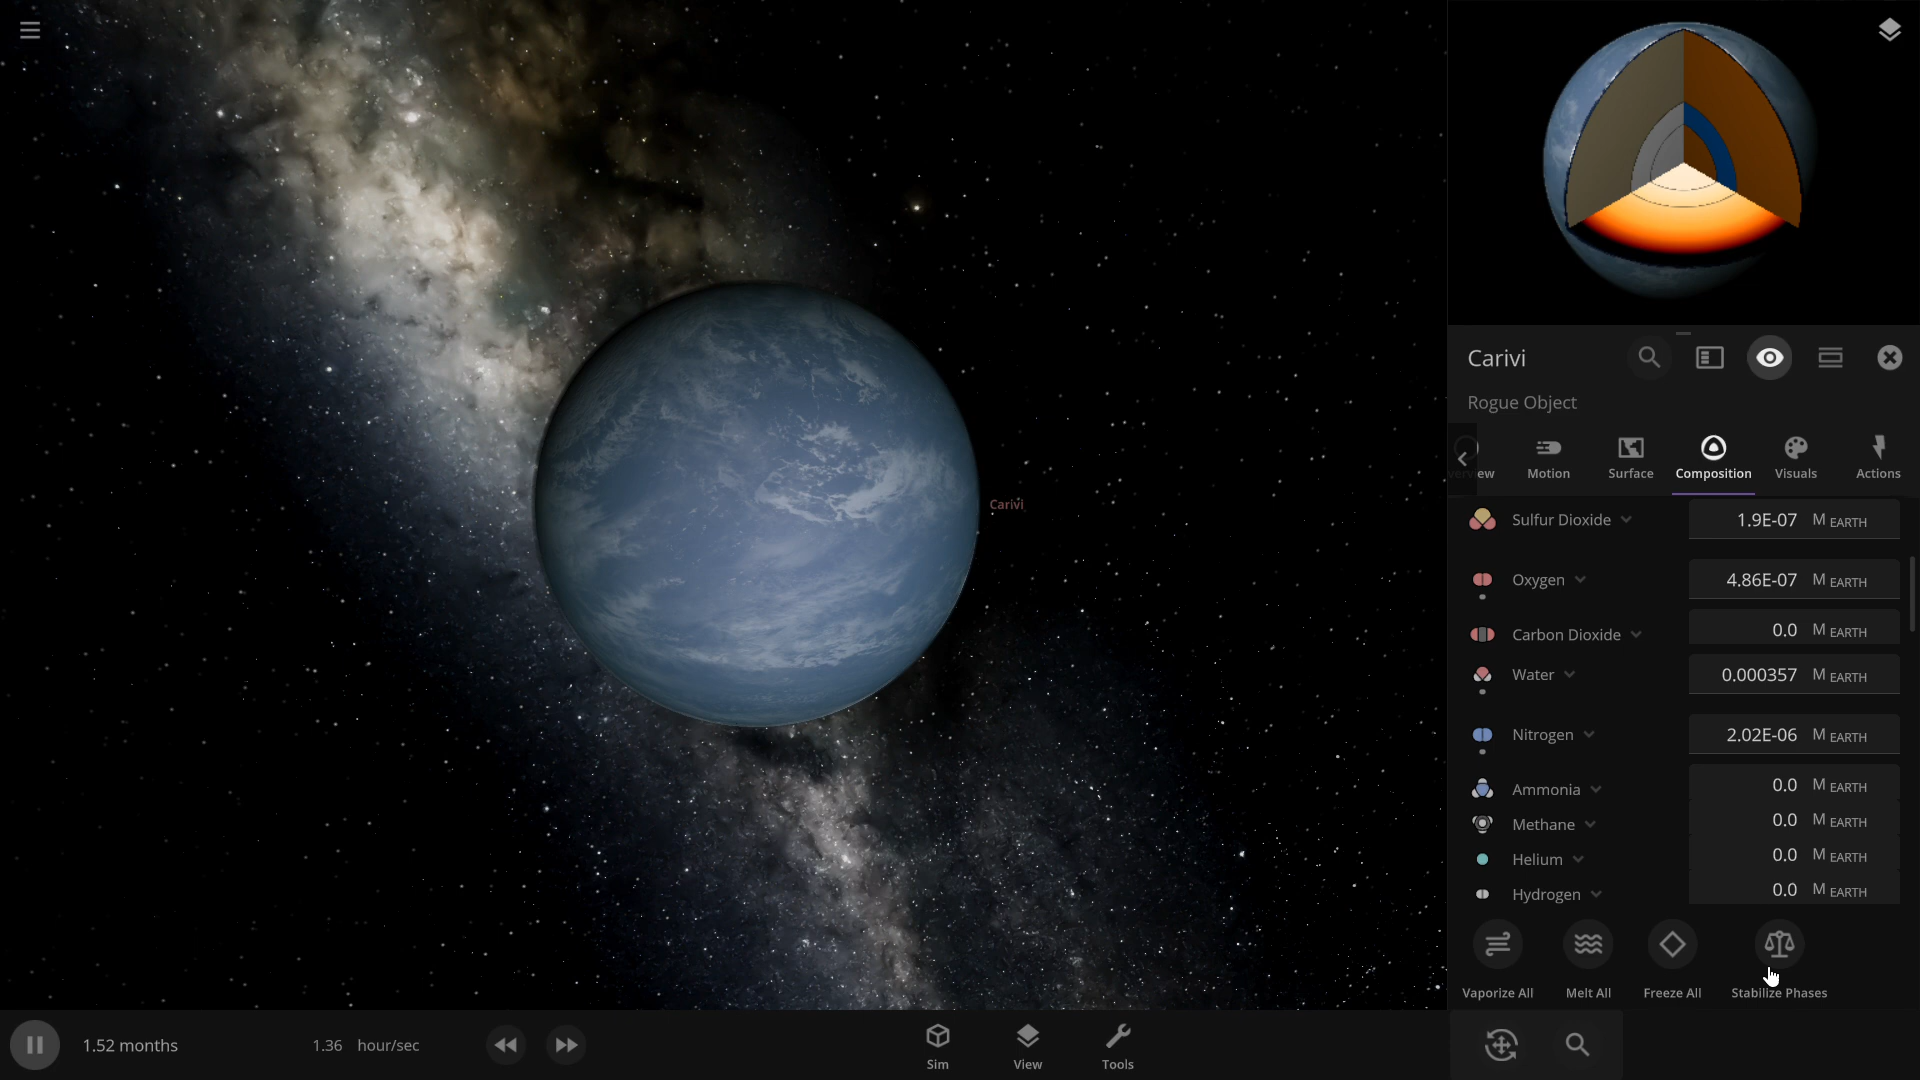 Carivi
Carivi
Rogue Object
Motion
Surface
Composition
Visuals
Actions
Sulfur Dioxide 1.9E-07 M EARTH
Oxygen 4.86E-07 M EARTH
Carbon Dioxide 0.0 M EARTH
Water 0.000357 M EARTH
Nitrogen 2.02E-06 M EARTH
Ammonia 0.0 M EARTH
Methane 0.0 M EARTH
Helium 0.0 M EARTH
Hydrogen 0.0 M EARTH
Vaporize All
Melt All
Freeze All
Stabilize Phases
1.52 months
1.36 hour/sec
Sim
View
Tools